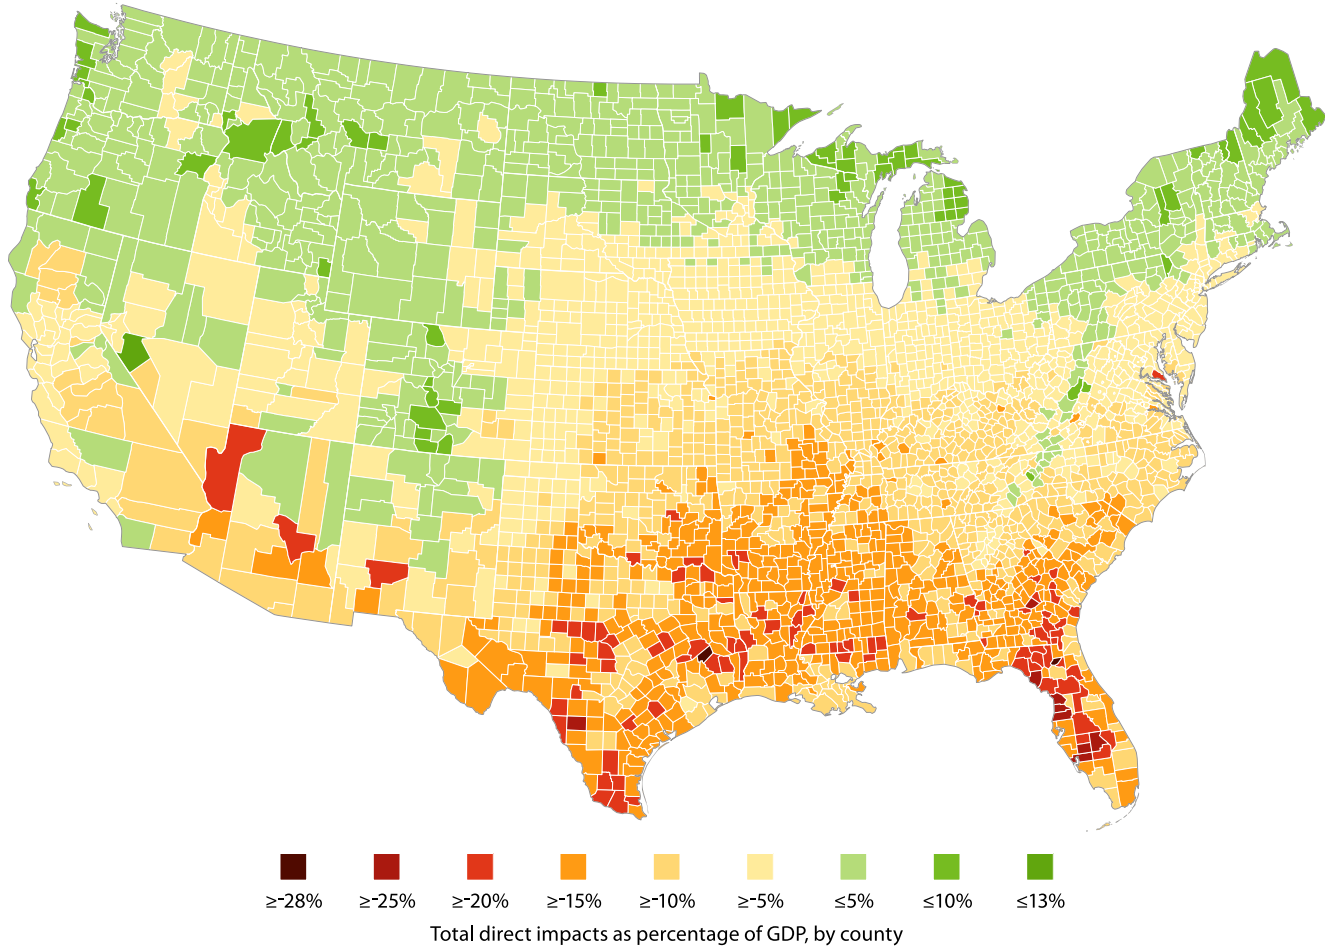 ≥-28% ≥-25% ≥-20% ≥-15% ≥-10% ≥-5% ≤5% ≤10% ≤13%
Total direct impacts as percentage of GDP, by county